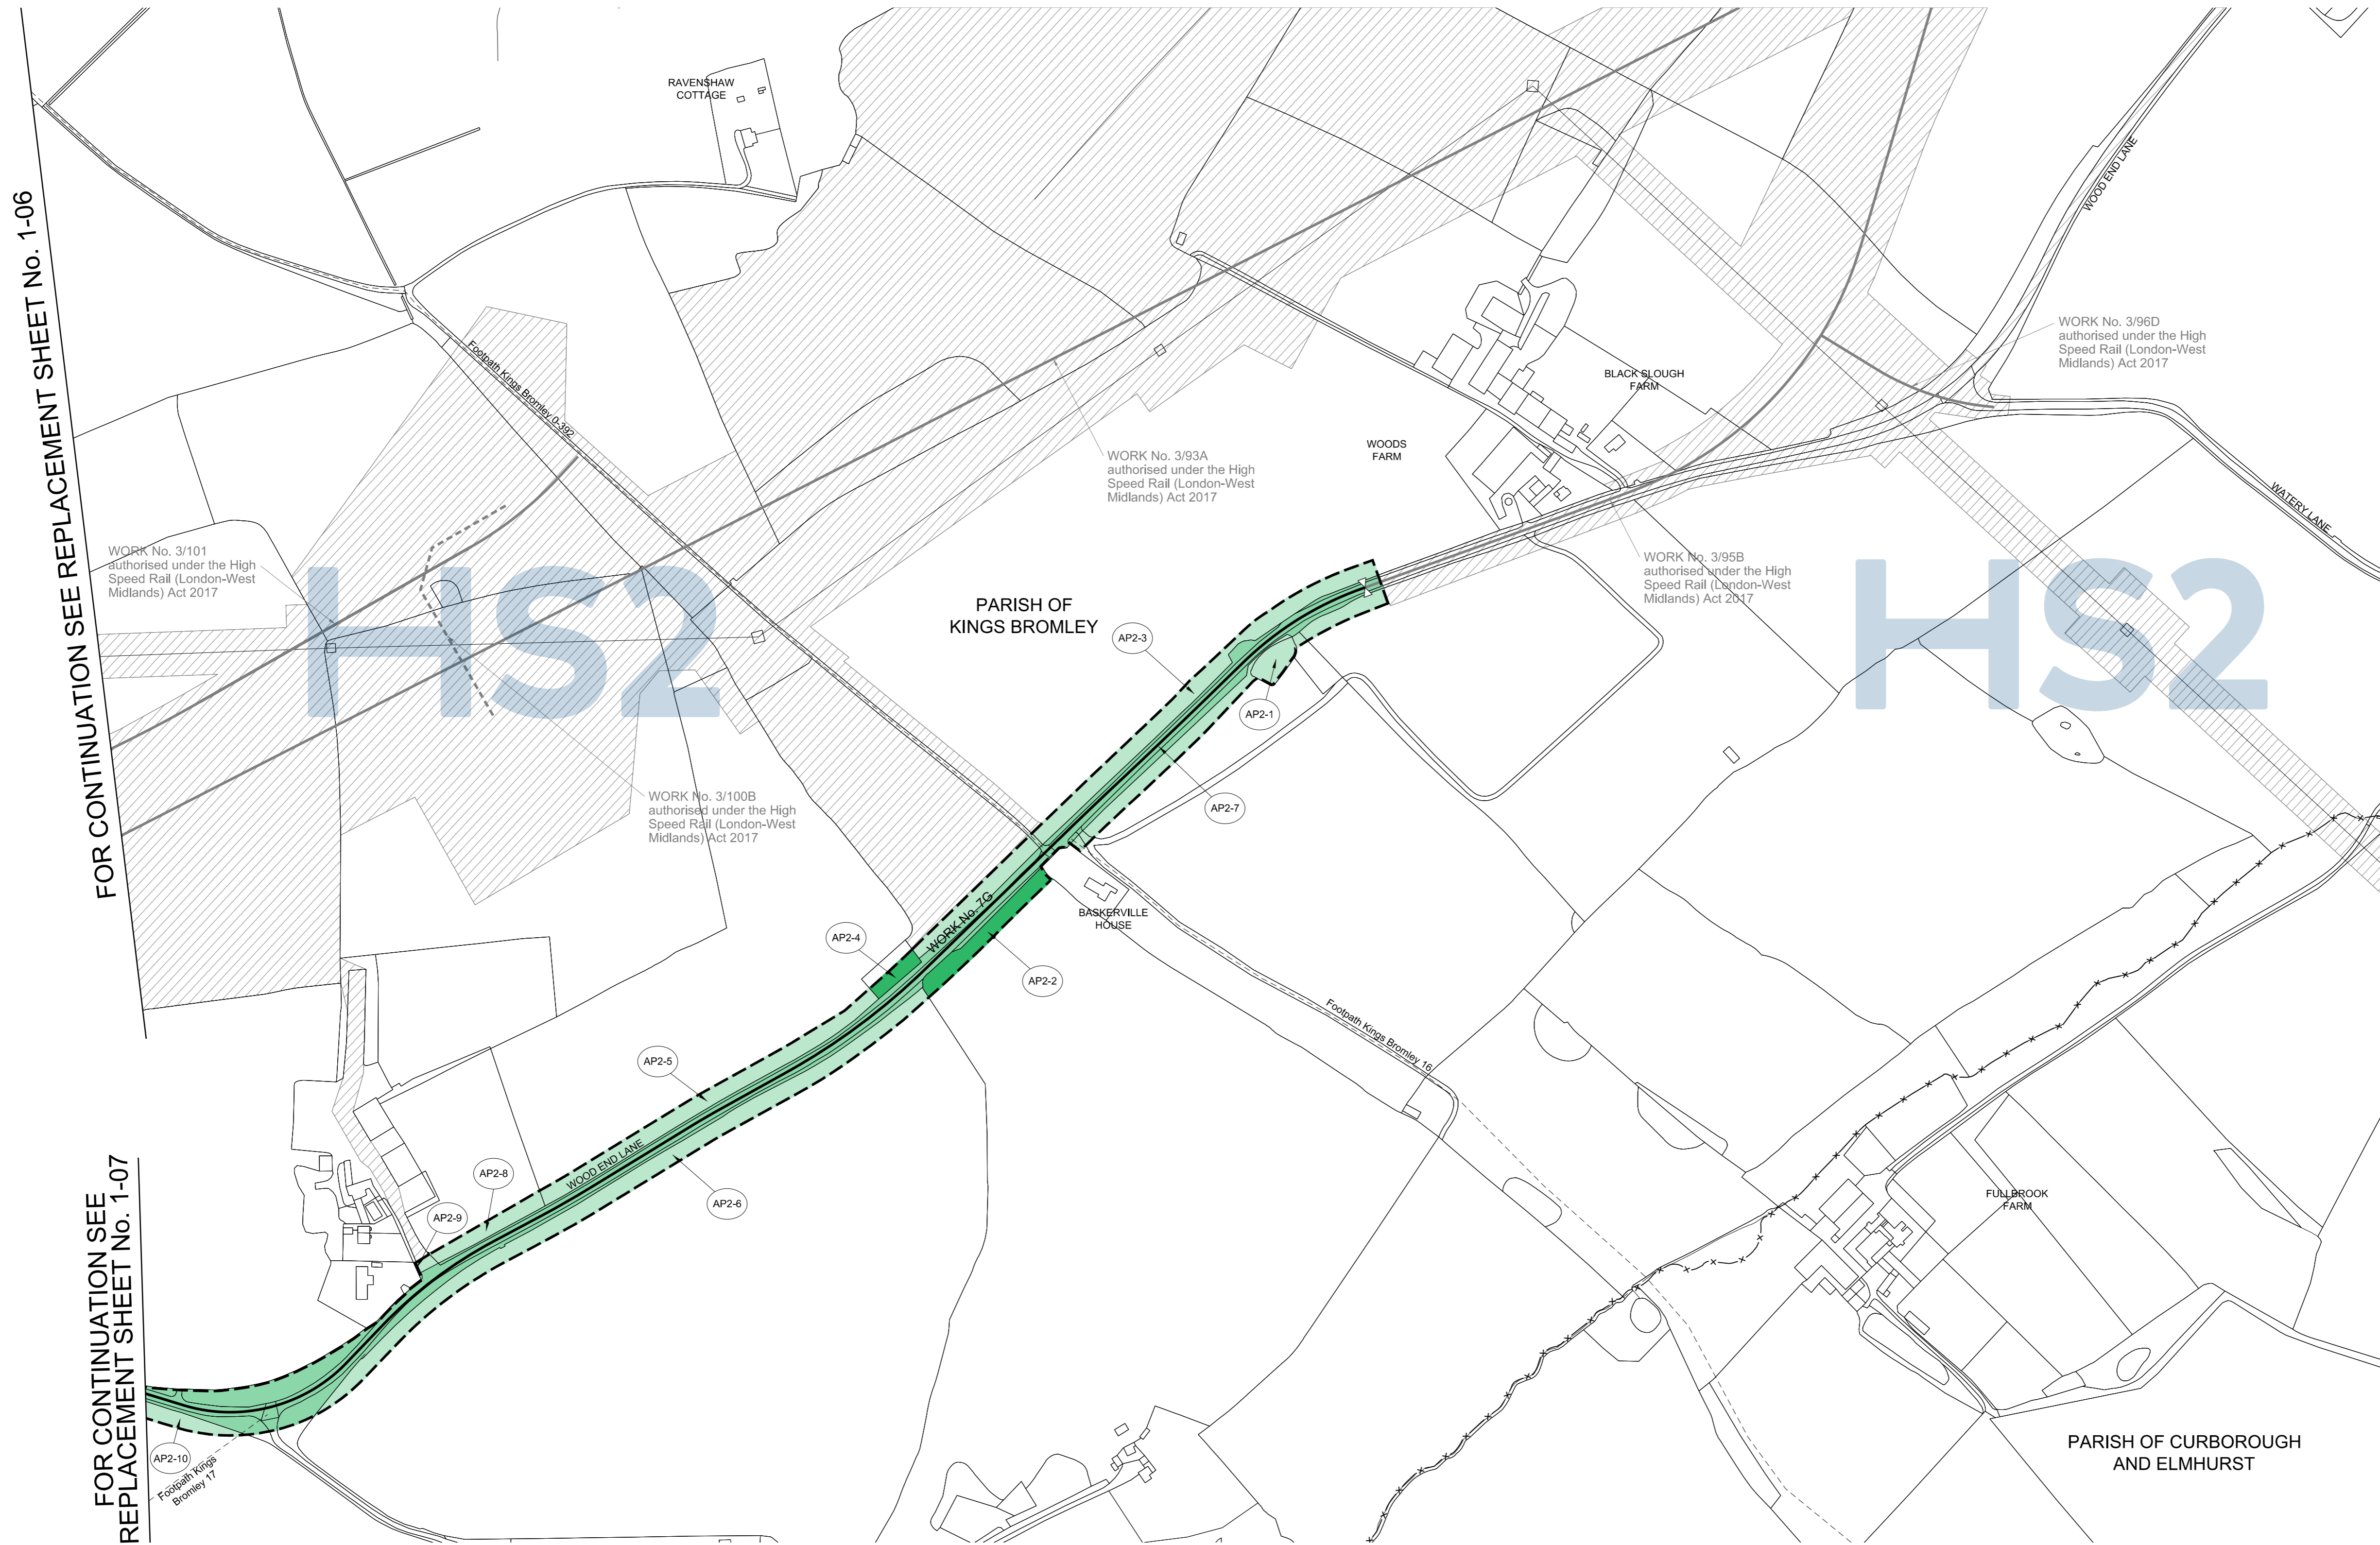 FOR CONTINUATION SEE REPLACEMENT SHEET No. 1-06
RAVENSHAW
COTTAGE
WOOD END LANE
Footpath Kings Bromley 0-392
WORK No. 3/96D
authorised under the High
Speed Rail (London-West
Midlands) Act 2017
BLACK SLOUGH
FARM
WOODS
FARM
WORK No. 3/93A
authorised under the High
Speed Rail (London-West
Midlands) Act 2017
WATERY LANE
WORK No. 3/101
authorised under the High
Speed Rail (London-West
Midlands) Act 2017
WORK No. 3/95B
authorised under the High
Speed Rail (London-West
Midlands) Act 2017
HS2
HS2
PARISH OF
KINGS BROMLEY
AP2-3
AP2-1
AP2-7
WORK No. 3/100B
authorised under the High
Speed Rail (London-West
Midlands) Act 2017
WORK No. 7G
BASKERVILLE
HOUSE
AP2-4
AP2-2
Footpath Kings Bromley 16
AP2-5
WOOD END LANE
AP2-8
AP2-6
AP2-9
FULLBROOK
FARM
FOR CONTINUATION SEE
REPLACEMENT SHEET No. 1-07
AP2-10
Footpath Kings
Bromley 17
PARISH OF CURBOROUGH
AND ELMHURST